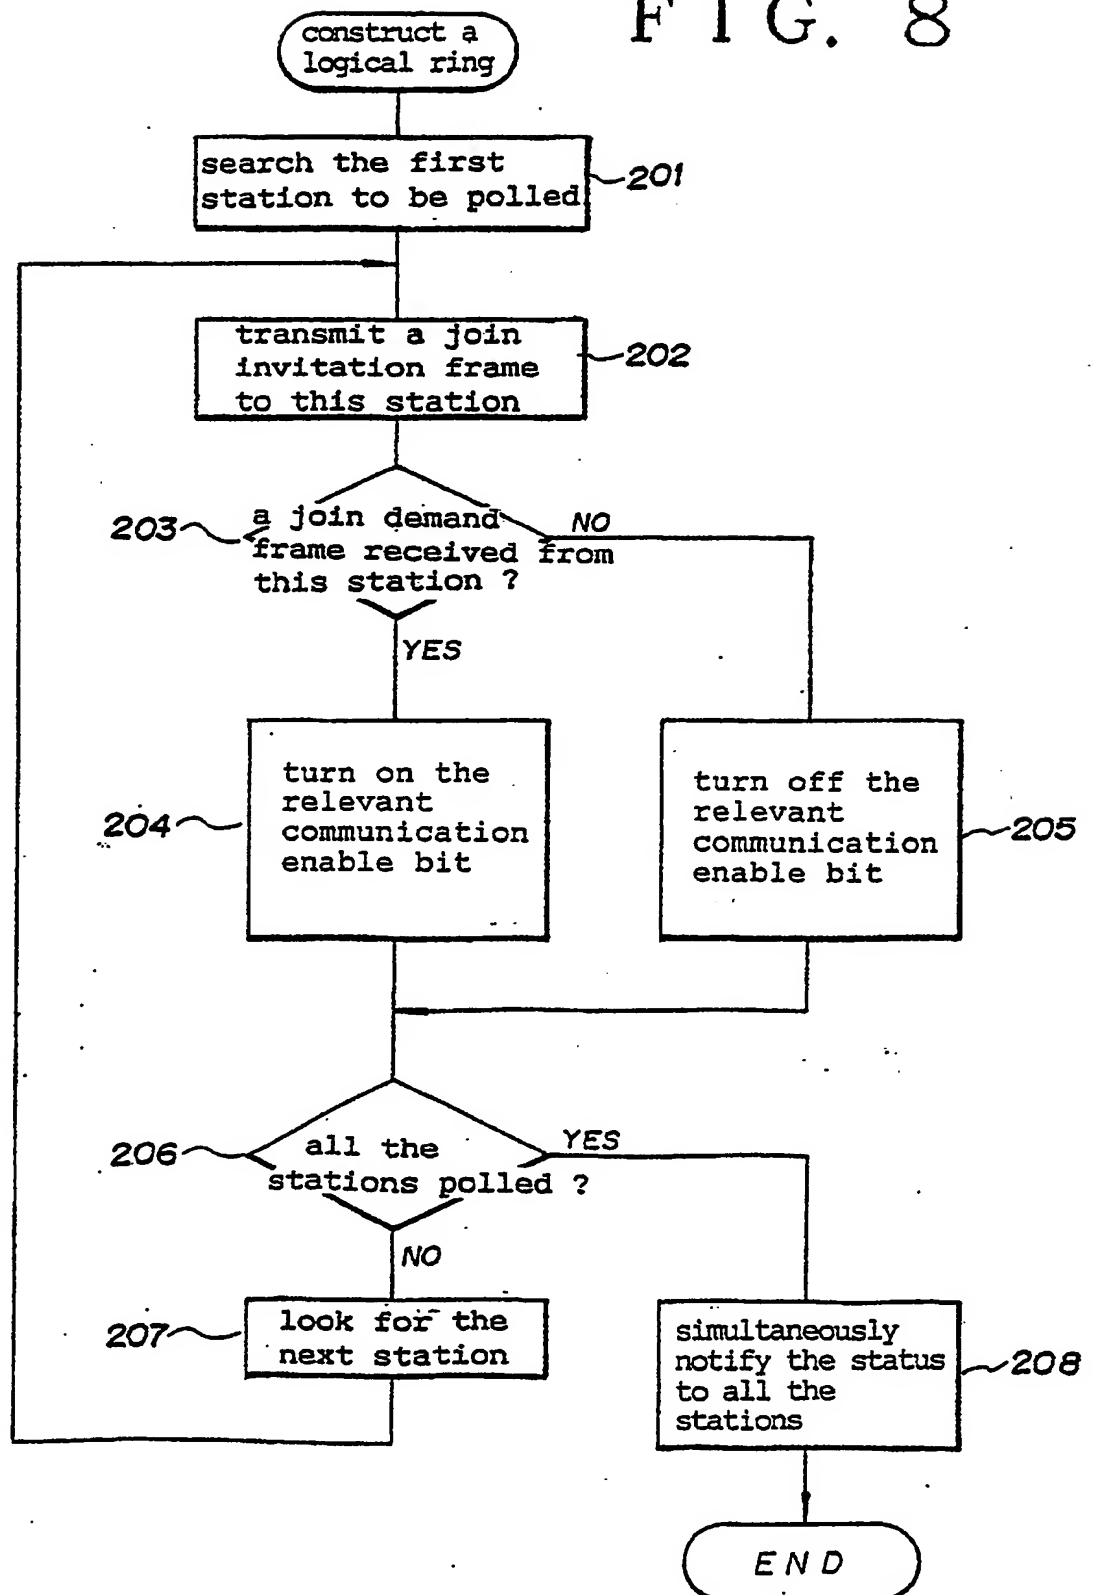 FIG. 8
construct a
logical ring
search the first
station to be polled
201
transmit a join
invitation frame
to this station
202
203
a join demand
frame received from
this station ?
NO
YES
204
turn on the
relevant
communication
enable bit
turn off the
relevant
communication
enable bit
205
206
all the
stations polled ?
YES
NO
207
look for the
next station
simultaneously
notify the status
to all the
stations
208
END